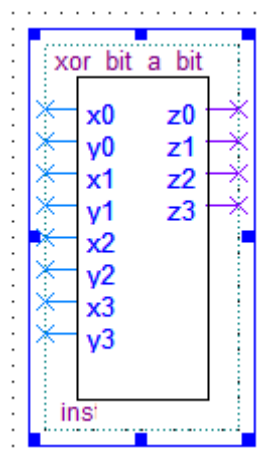 xor bit a bit
x0 z0
y0 z1
x1 z2
y1 z3
x2
y2
x3
y3
ins